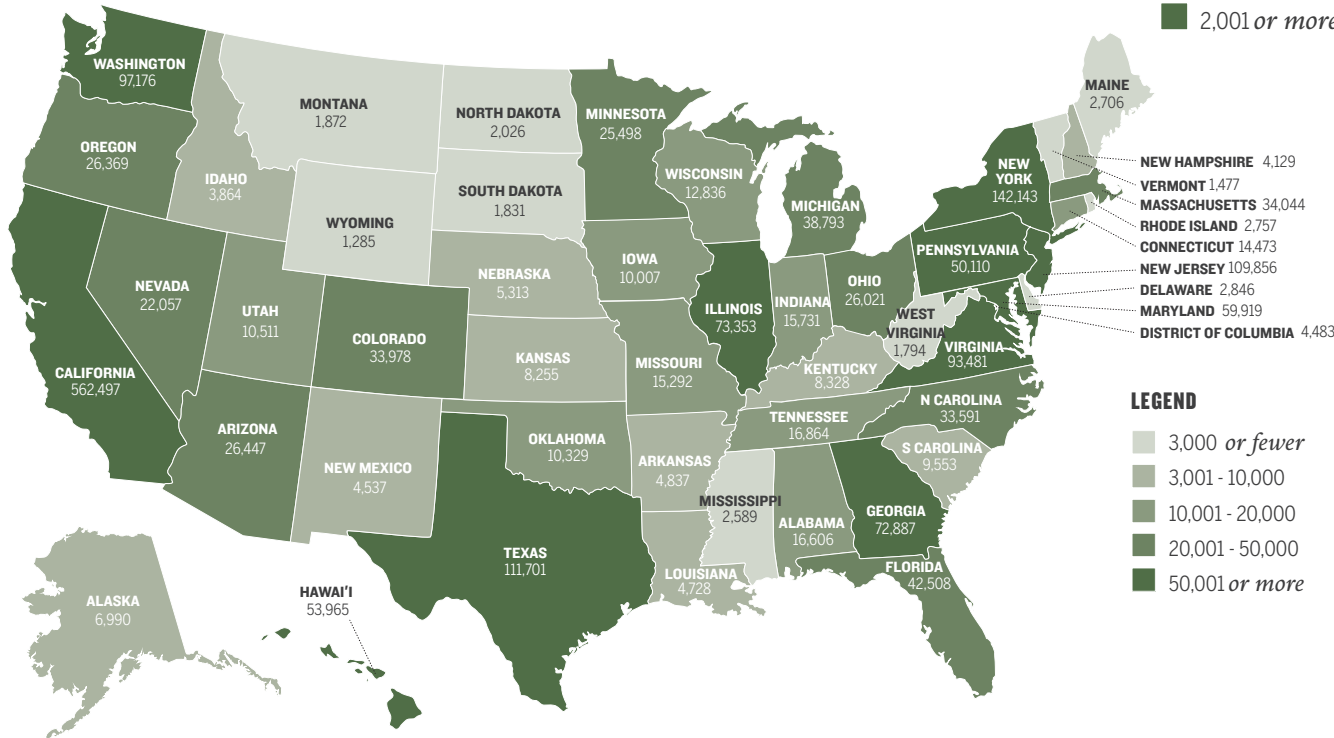 2,001 or more
WASHINGTON
97,176
MONTANA
1,872
NORTH DAKOTA
2,026
MINNESOTA
25,498
MAINE
2,706
OREGON
26,369
IDAHO
3,864
WYOMING
1,285
SOUTH DAKOTA
1,831
WISCONSIN
12,836
MICHIGAN
38,793
NEW
YORK
142,143
NEW HAMPSHIRE 4,129
VERMONT 1,477
MASSACHUSETTS 34,044
RHODE ISLAND 2,757
CONNECTICUT 14,473
NEW JERSEY 109,856
DELAWARE 2,846
MARYLAND 59,919
DISTRICT OF COLUMBIA 4,483
NEVADA
22,057
UTAH
10,511
COLORADO
33,978
NEBRASKA
5,313
IOWA
10,007
ILLINOIS
73,353
INDIANA
15,731
OHIO
26,021
PENNSYLVANIA
50,110
WEST
VIRGINIA
1,794
VIRGINIA
93,481
CALIFORNIA
562,497
KANSAS
8,255
MISSOURI
15,292
KENTUCKY
8,328
ARIZONA
26,447
NEW MEXICO
4,537
OKLAHOMA
10,329
ARKANSAS
4,837
TENNESSEE
16,864
N CAROLINA
33,591
S CAROLINA
9,553
MISSISSIPPI
2,589
ALABAMA
16,606
GEORGIA
72,887
TEXAS
111,701
LOUISIANA
4,728
FLORIDA
42,508
ALASKA
6,990
HAWAI'I
53,965
LEGEND
3,000 or fewer
3,001 - 10,000
10,001 - 20,000
20,001 - 50,000
50,001 or more